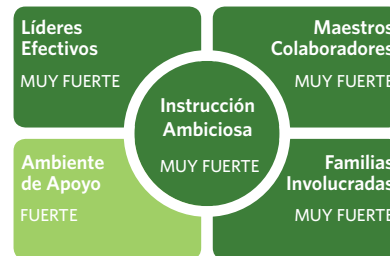 Líderes
Efectivos
MUY FUERTE
Maestros
Colaboradores
MUY FUERTE
Instrucción
Ambiciosa
MUY FUERTE
Ambiente
de Apoyo
FUERTE
Familias
Involucradas
MUY FUERTE